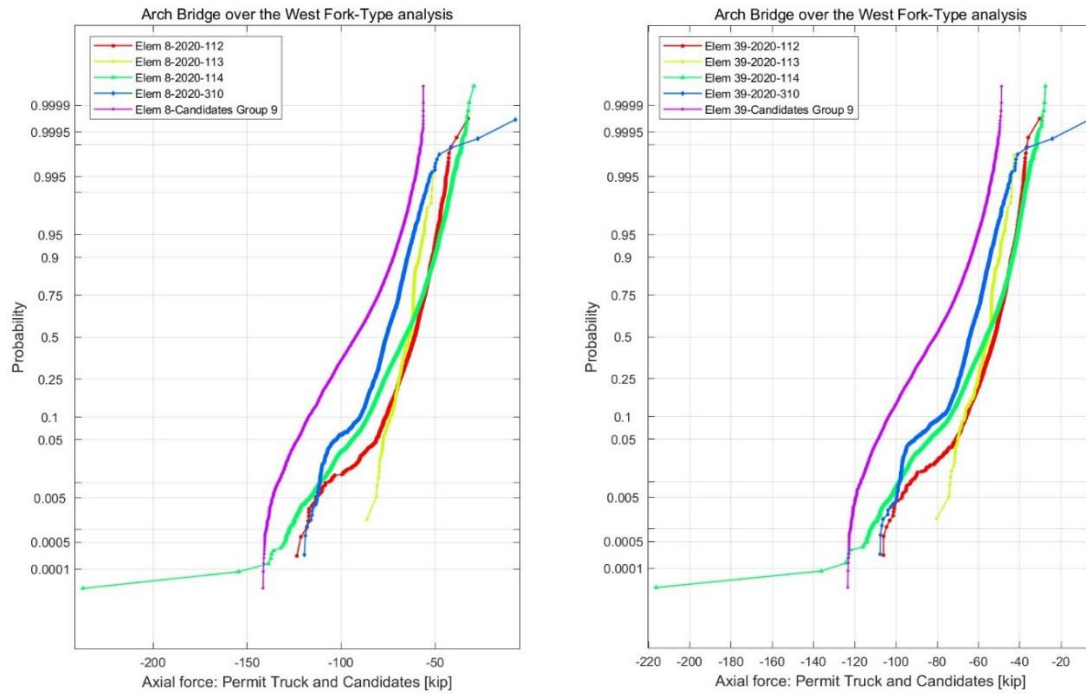 Arch Bridge over the West Fork-Type analysis
Elem 8-2020-112
Elem 8-2020-113
Elem 8-2020-114
Elem 8-2020-310
Elem 8-Candidates Group 9
0.9999
0.9995
0.995
0.95
0.9
0.75
0.5
0.25
0.1
0.05
0.005
0.0005
0.0001
Probability
-200
-150
-100
-50
Axial force: Permit Truck and Candidates [kip]
Arch Bridge over the West Fork-Type analysis
Elem 39-2020-112
Elem 39-2020-113
Elem 39-2020-114
Elem 39-2020-310
Elem 39-Candidates Group 9
0.9999
0.9995
0.995
0.95
0.9
0.75
0.5
0.25
0.1
0.05
0.005
0.0005
0.0001
Probability
-220
-200
-180
-160
-140
-120
-100
-80
-60
-40
-20
Axial force: Permit Truck and Candidates [kip]